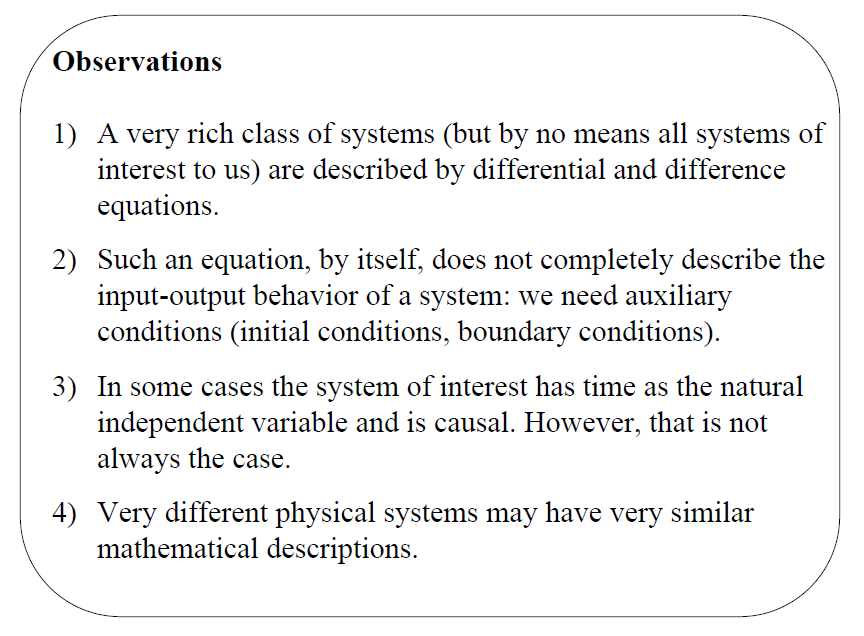 Observations
1) A very rich class of systems (but by no means all systems of
interest to us) are described by differential and difference
equations.
2) Such an equation, by itself, does not completely describe the
input-output behavior of a system: we need auxiliary
conditions (initial conditions, boundary conditions).
3) In some cases the system of interest has time as the natural
independent variable and is causal. However, that is not
always the case.
4) Very different physical systems may have very similar
mathematical descriptions.